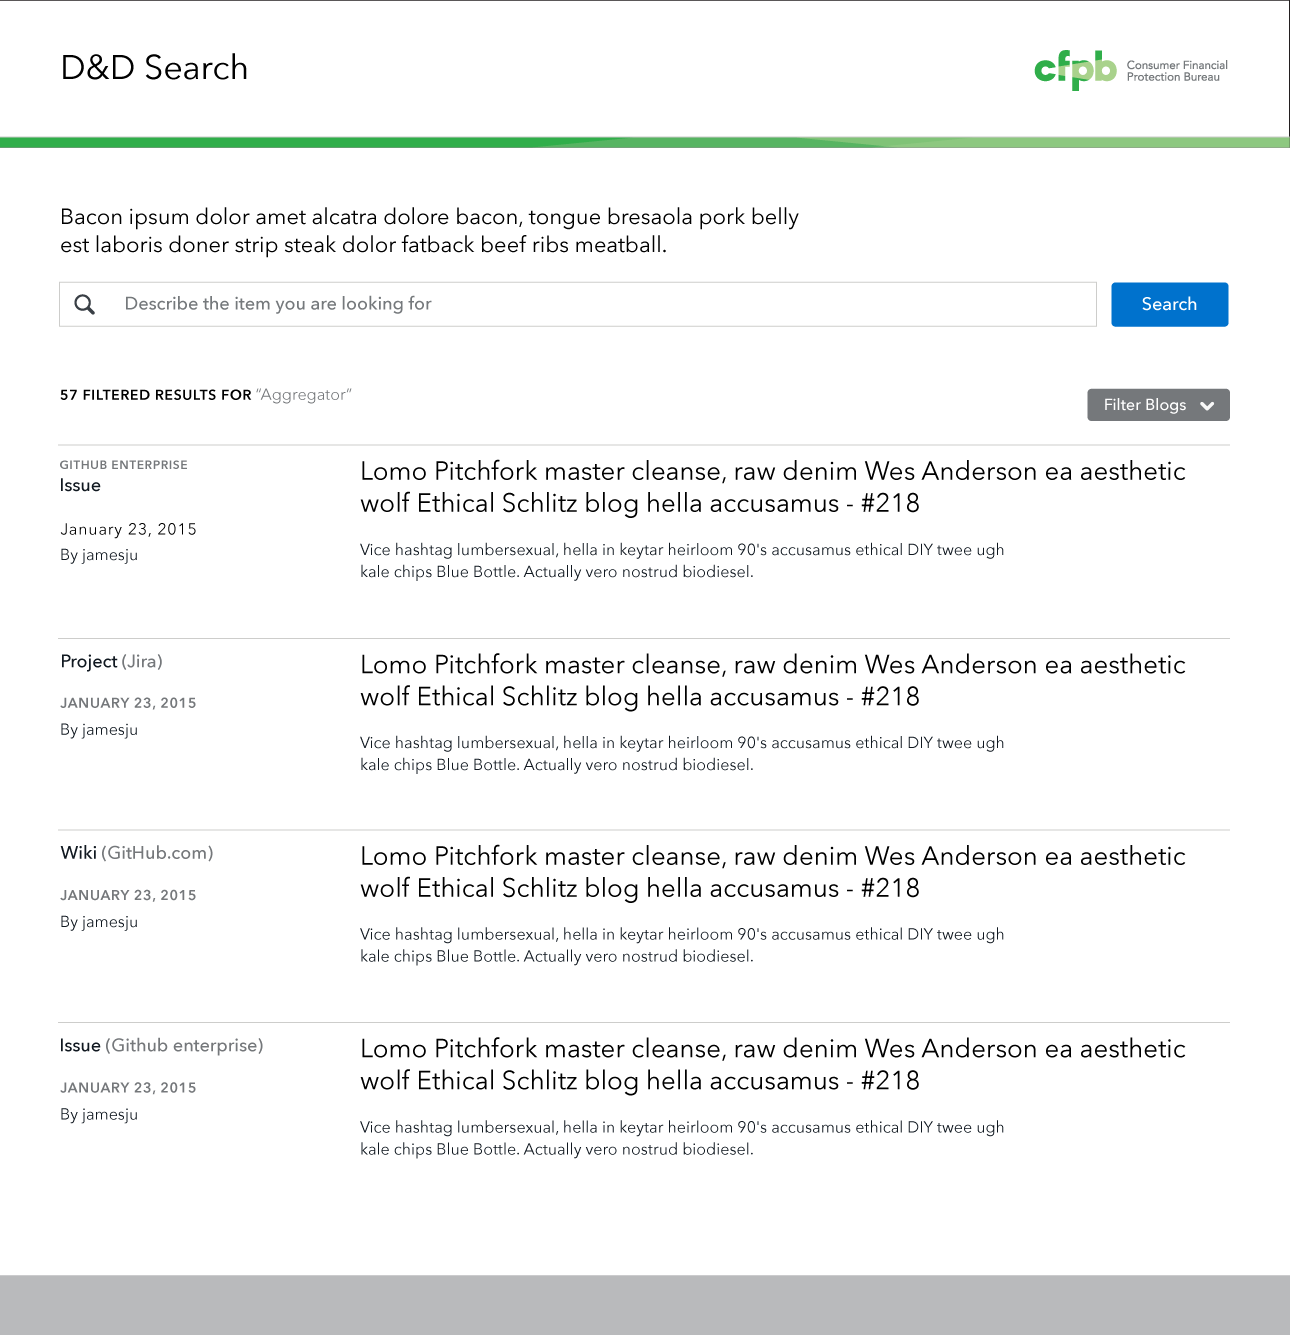 D&D Search
cfpb Consumer Financial
Protection Bureau
Bacon ipsum dolor amet alcatra dolore bacon, tongue bresaola pork belly
est laboris doner strip steak dolor fatback beef ribs meatball.
Describe the item you are looking for
Search
57 FILTERED RESULTS FOR “Aggregator”
Filter Blogs
GITHUB ENTERPRISE
Issue
January 23, 2015
By jamesju
Lomo Pitchfork master cleanse, raw denim Wes Anderson ea aesthetic
wolf Ethical Schlitz blog hella accusamus - #218
Vice hashtag lumbersexual, hella in keytar heirloom 90's accusamus ethical DIY twee ugh
kale chips Blue Bottle. Actually vero nostrud biodiesel.
Project (Jira)
JANUARY 23, 2015
By jamesju
Lomo Pitchfork master cleanse, raw denim Wes Anderson ea aesthetic
wolf Ethical Schlitz blog hella accusamus - #218
Vice hashtag lumbersexual, hella in keytar heirloom 90's accusamus ethical DIY twee ugh
kale chips Blue Bottle. Actually vero nostrud biodiesel.
Wiki (GitHub.com)
JANUARY 23, 2015
By jamesju
Lomo Pitchfork master cleanse, raw denim Wes Anderson ea aesthetic
wolf Ethical Schlitz blog hella accusamus - #218
Vice hashtag lumbersexual, hella in keytar heirloom 90's accusamus ethical DIY twee ugh
kale chips Blue Bottle. Actually vero nostrud biodiesel.
Issue (Github enterprise)
JANUARY 23, 2015
By jamesju
Lomo Pitchfork master cleanse, raw denim Wes Anderson ea aesthetic
wolf Ethical Schlitz blog hella accusamus - #218
Vice hashtag lumbersexual, hella in keytar heirloom 90's accusamus ethical DIY twee ugh
kale chips Blue Bottle. Actually vero nostrud biodiesel.